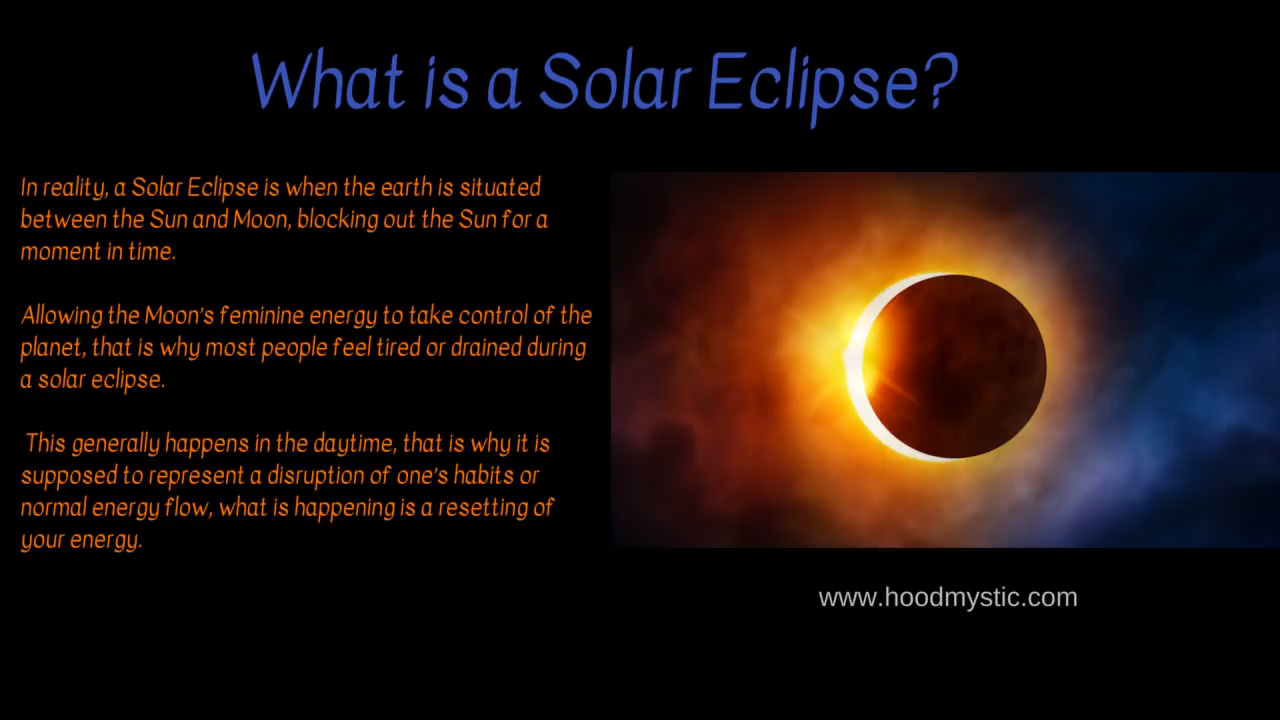 What is a Solar Eclipse?
In reality, a Solar Eclipse is when the earth is situated
between the Sun and Moon, blocking out the Sun for a
moment in time.
Allowing the Moon's feminine energy to take control of the
planet, that is why most people feel tired or drained during
a solar eclipse.
This generally happens in the daytime, that is why it is
supposed to represent a disruption of one's habits or
normal energy flow, what is happening is a resetting of
your energy.
www.hoodmystic.com